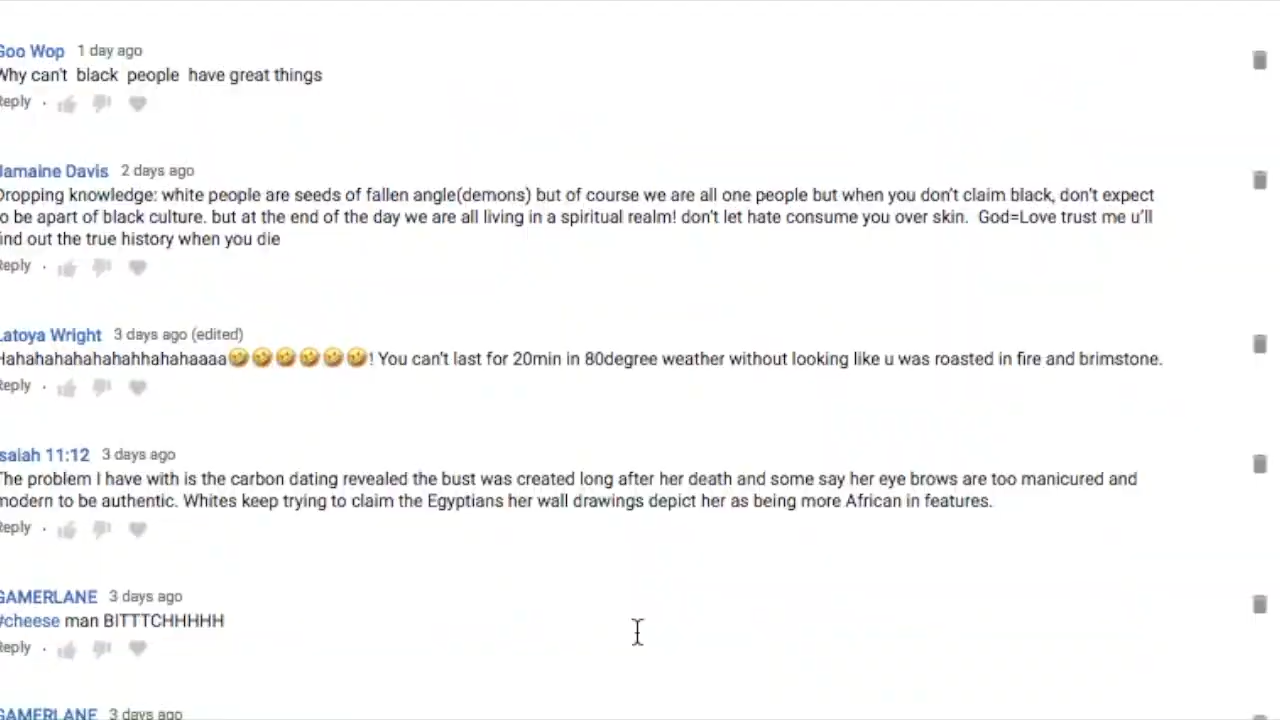 Goo Wop 1 day ago
Why can't black people have great things
Reply
Jamaine Davis 2 days ago
Dropping knowledge: white people are seeds of fallen angle(demons) but of course we are all one people but when you don't claim black, don't expect
to be apart of black culture. but at the end of the day we are all living in a spiritual realm! don't let hate consume you over skin. God=Love trust me u'll
find out the true history when you die
Reply
Latoya Wright 3 days ago (edited)
Hahahahahahahahhahahaaaa🤣🤣🤣🤣🤣🤣! You can't last for 20min in 80degree weather without looking like u was roasted in fire and brimstone.
Reply
Isaiah 11:12 3 days ago
The problem I have with is the carbon dating revealed the bust was created long after her death and some say her eye brows are too manicured and
modern to be authentic. Whites keep trying to claim the Egyptians her wall drawings depict her as being more African in features.
Reply
GAMERLANE 3 days ago
#cheese man BITTTCHHHHH
Reply
GAMERLANE 3 days ago